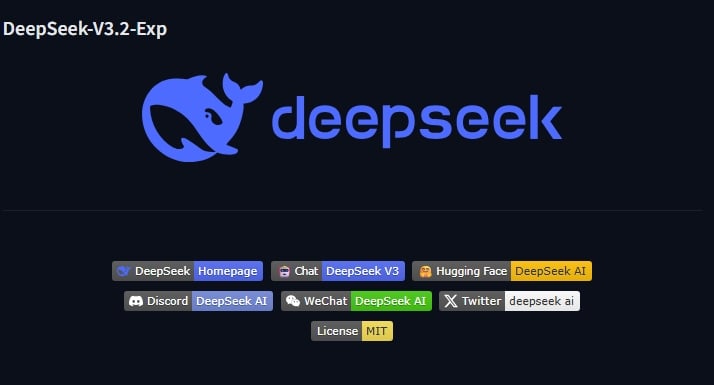 DeepSeek-V3.2-Exp
deepseek
DeepSeek Homepage Chat DeepSeek V3 Hugging Face DeepSeek AI
Discord DeepSeek AI WeChat DeepSeek AI Twitter deepseek ai
License MIT